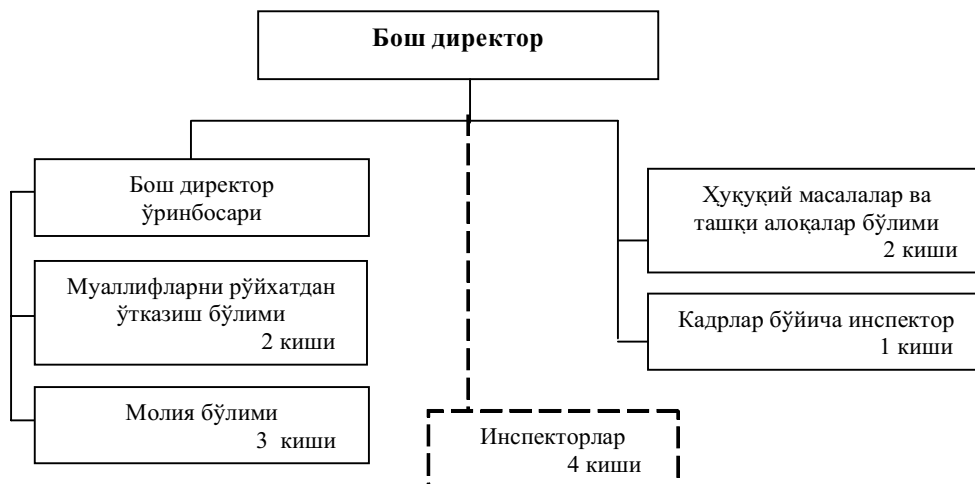 Бош директор
Бош директор
ўринбосари
Муаллифларни рўйхатдан
ўтказиш бўлими
2 киши
Молия бўлими
3 киши
Ҳуқуқий масалалар ва
ташқи алоқалар бўлими
2 киши
Кадрлар бўйича инспектор
1 киши
Инспекторлар
4 киши